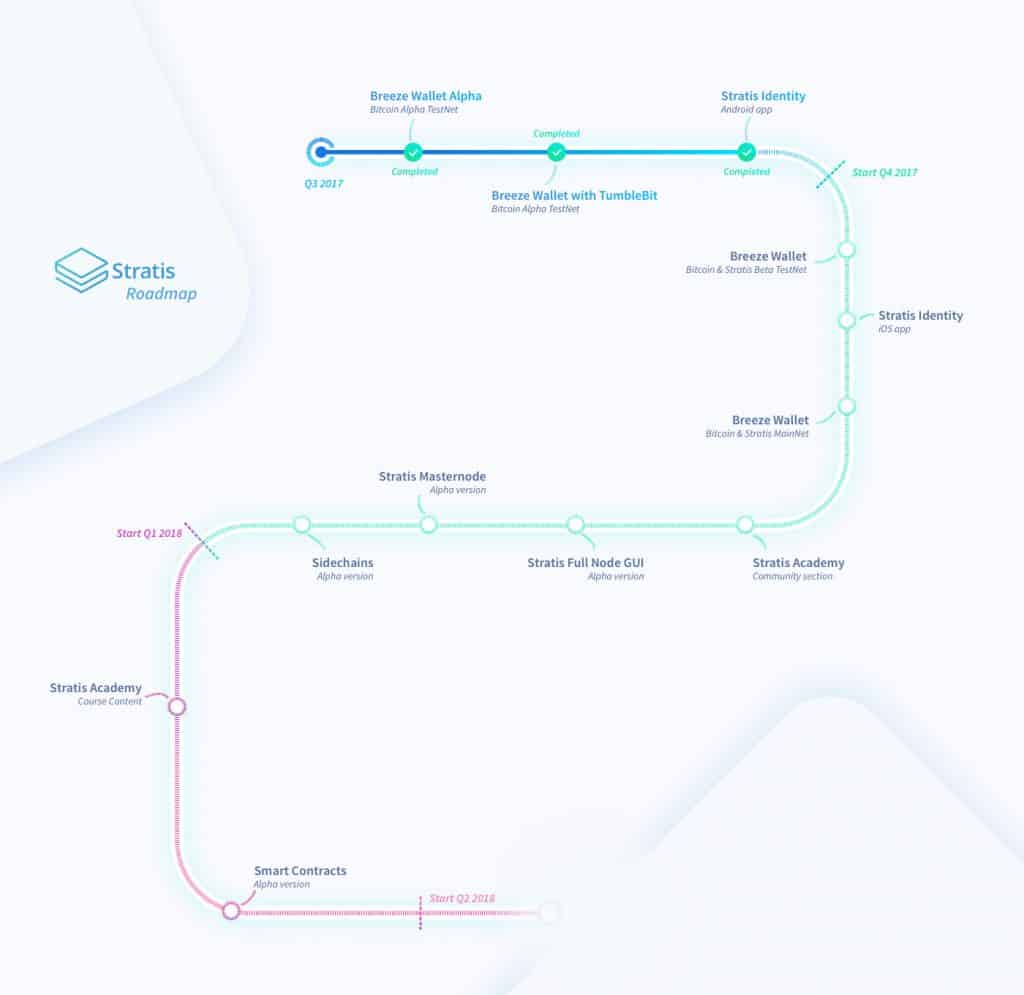 Stratis
Roadmap
Q3 2017
Breeze Wallet Alpha
Bitcoin Alpha TestNet
Completed
Completed
Breeze Wallet with TumbleBit
Bitcoin Alpha TestNet
Stratis Identity
Android app
Completed
Start Q4 2017
Breeze Wallet
Bitcoin & Stratis Beta TestNet
Stratis Identity
iOS app
Breeze Wallet
Bitcoin & Stratis MainNet
Stratis Academy
Community section
Stratis Full Node GUI
Alpha version
Stratis Masternode
Alpha version
Sidechains
Alpha version
Start Q1 2018
Stratis Academy
Course Content
Smart Contracts
Alpha version
Start Q2 2018